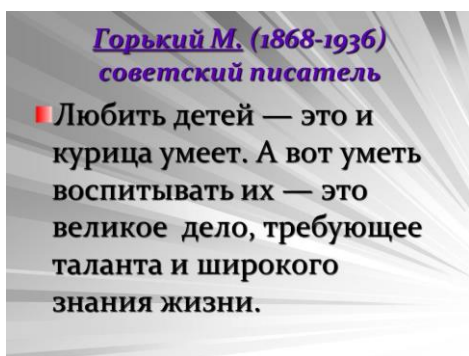 Горький М. (1868-1936)
советский писатель
Любить детей — это и
курица умеет. А вот уметь
воспитывать их — это
великое дело, требующее
таланта и широкого
знания жизни.